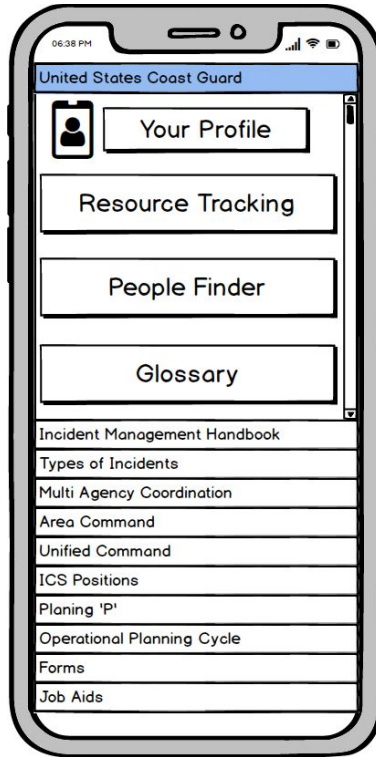 06:38 PM
United States Coast Guard
Your Profile
Resource Tracking
People Finder
Glossary
Incident Management Handbook
Types of Incidents
Multi Agency Coordination
Area Command
Unified Command
ICS Positions
Planing 'P'
Operational Planning Cycle
Forms
Job Aids